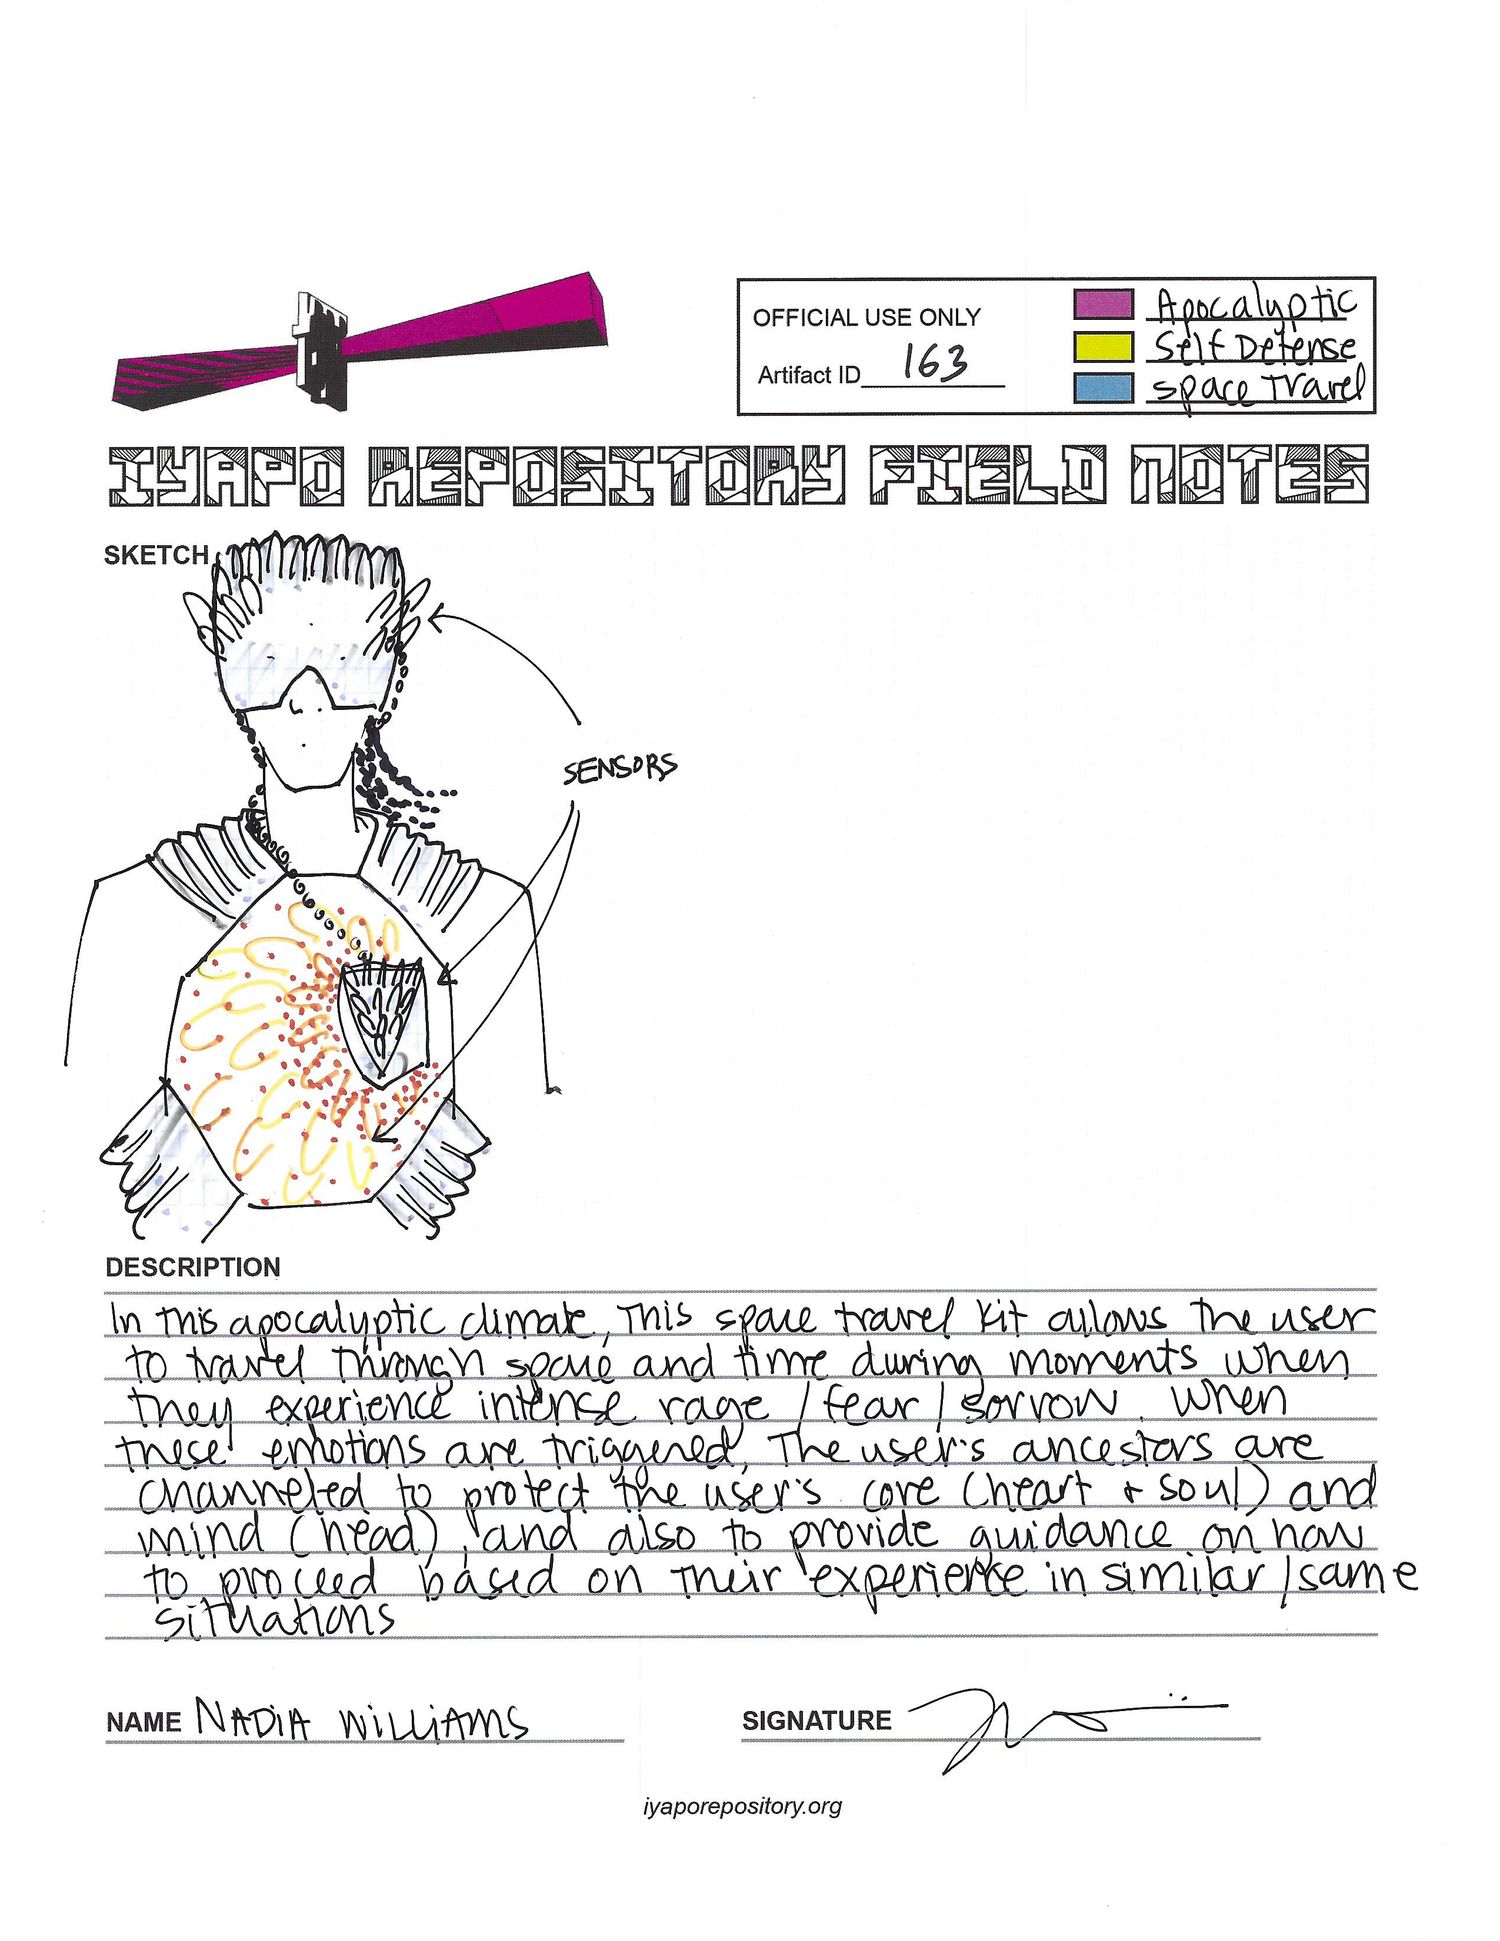 OFFICIAL USE ONLY
Artifact ID 163
Apocalyptic
Self Defense
space Travel
IYAPO REPOSITORY FIELD NOTES
SKETCH
SENSORS
DESCRIPTION
In this apocalyptic climate, This space travel kit allows the user
to travel through space and time during moments when
they experience intense rage / fear / sorrow. When
these emotions are triggered, The user's ancestors are
channeled to protect the user's core (heart + soul) and
mind (head), and also to provide guidance on how
to proceed based on their experience in similar / same
situations
NAME NADIA WILLIAMS
SIGNATURE
iyaporepository.org